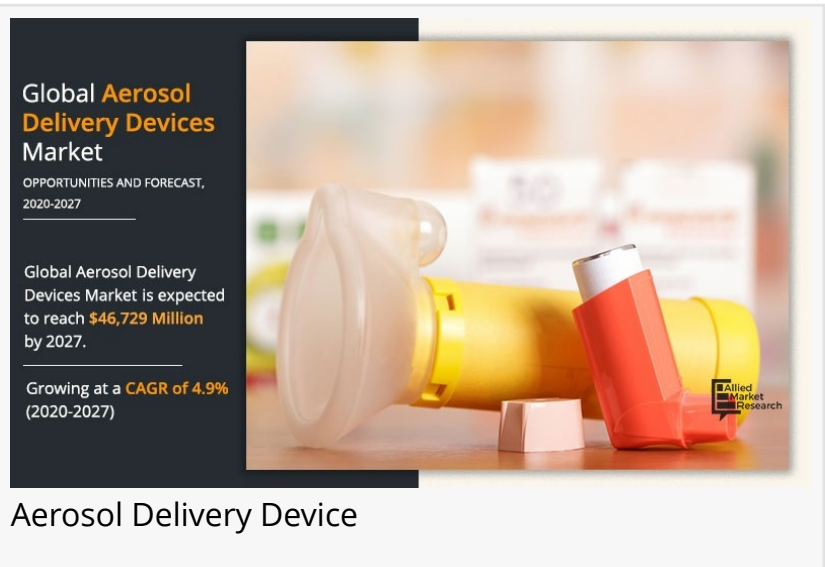 Global Aerosol
Delivery Devices
Market
OPPORTUNITIES AND FORECAST,
2020-2027
Global Aerosol Delivery
Devices Market is expected
to reach $46,729 Million
by 2027.
Growing at a CAGR of 4.9%
(2020-2027)
50
Allied
Market
Research
Aerosol Delivery Device